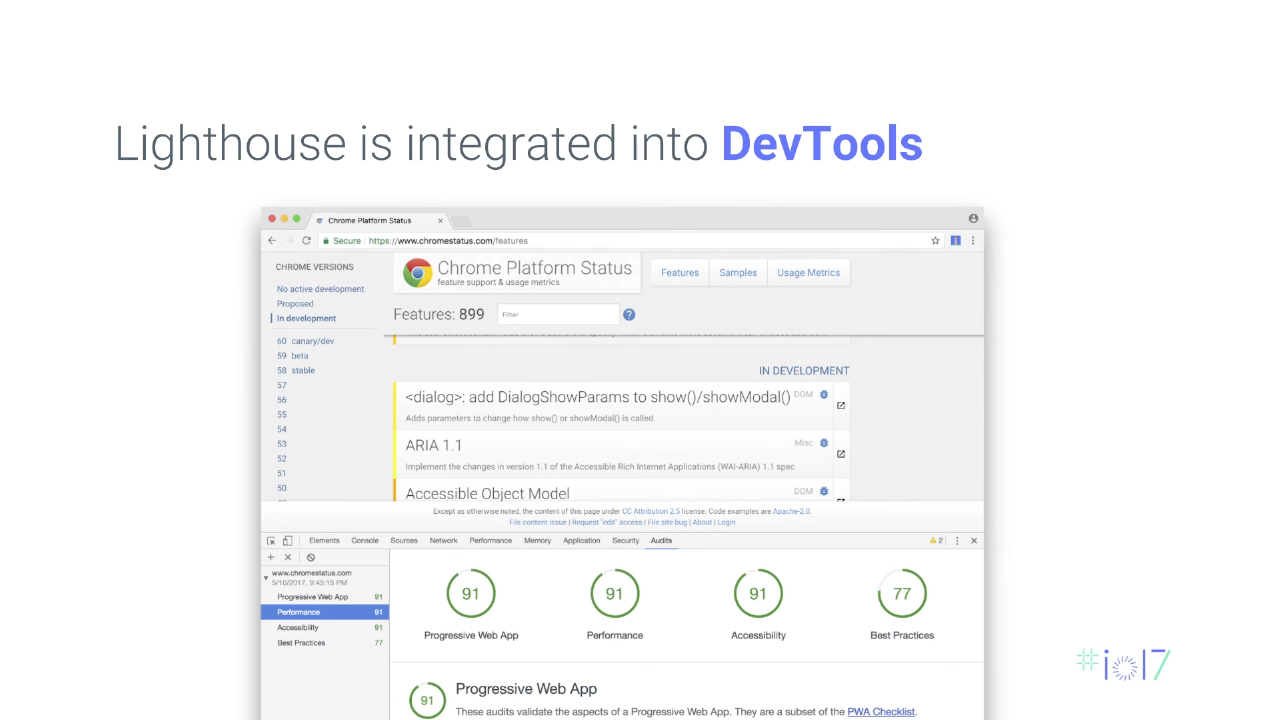 Lighthouse is integrated into DevTools
Chrome Platform Status
Secure https://www.chromestatus.com/features
CHROME VERSIONS
No active development
Proposed
In development
60 canary/dev
59 beta
58 stable
57
56
55
54
53
52
51
50
Chrome Platform Status
feature support & usage metrics
Features
Samples
Usage Metrics
Features: 899
Filter
?
IN DEVELOPMENT
<dialog>: add DialogShowParams to show()/showModal() DOM
Adds parameters to change how show() or showModal() is called.
ARIA 1.1 Misc
Implement the changes in version 1.1 of the Accessible Rich Internet Applications (WAI-ARIA) 1.1 spec
Accessible Object Model DOM
Except as otherwise noted, the content of this page under CC Attribution 2.5 license. Code examples are Apache-2.0.
File content issue | Request "edit" access | File site bug | About | Login
Elements Console Sources Network Performance Memory Application Security Audits 2
www.chromestatus.com
5/10/2017, 9:45:15 PM
Progressive Web App 91
Performance 91
Accessibility 91
Best Practices 77
91 91 91 77
Progressive Web App Performance Accessibility Best Practices
91 Progressive Web App
These audits validate the aspects of a Progressive Web App. They are a subset of the PWA Checklist.
#io17